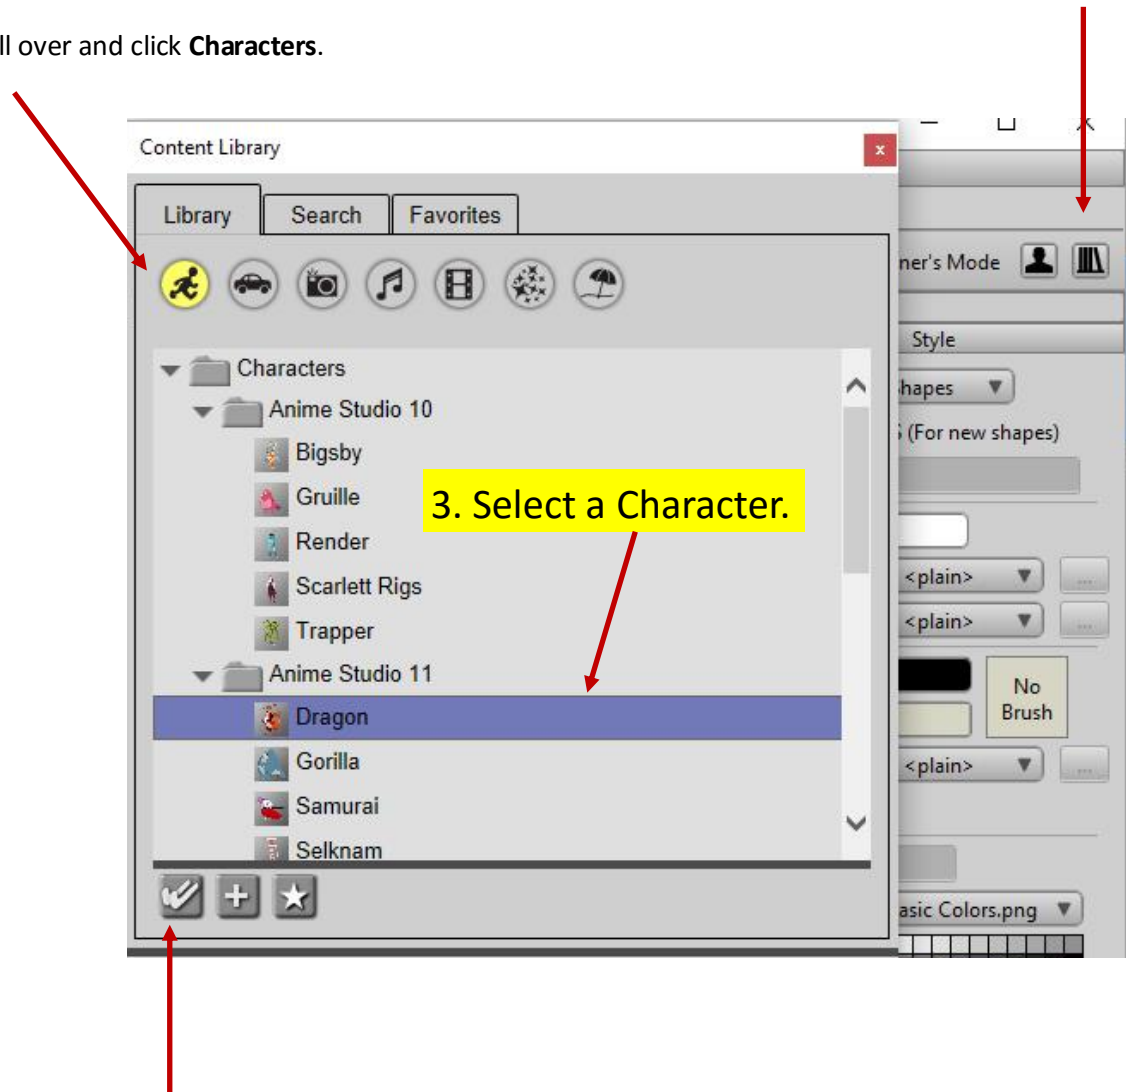 ll over and click Characters.
Content Library
x
Library Search Favorites
ner's Mode
Style
Characters
hapes
Anime Studio 10
(For new shapes)
Bigsby
Gruille
3. Select a Character.
Render
<plain> ...
Scarlett Rigs
<plain> ...
Trapper
Anime Studio 11
No
Brush
Dragon
Gorilla
<plain> ...
Samurai
Selknam
asic Colors.png